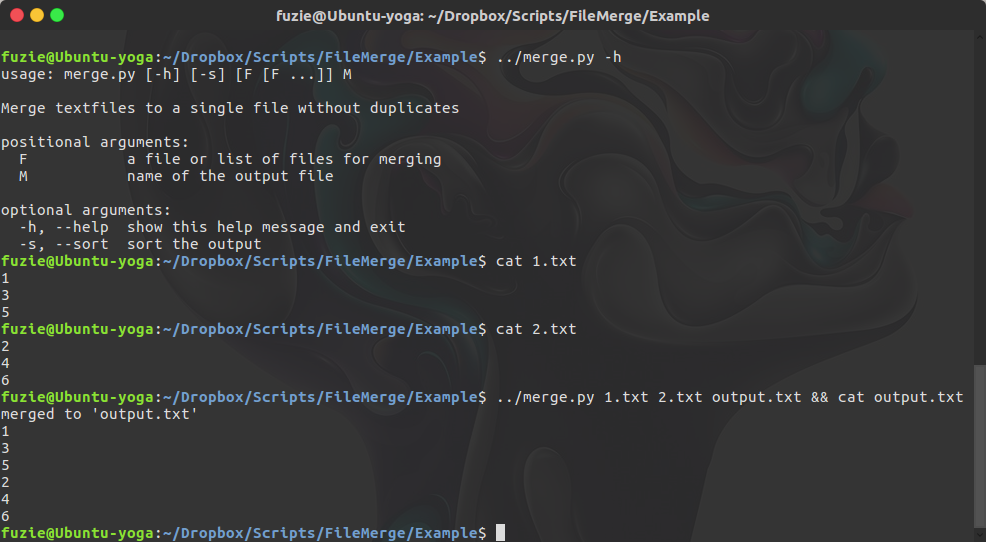 fuzie@Ubuntu-yoga: ~/Dropbox/Scripts/FileMerge/Example
fuzie@Ubuntu-yoga:~/Dropbox/Scripts/FileMerge/Example$ ../merge.py -h
usage: merge.py [-h] [-s] [F [F ...]] M

Merge textfiles to a single file without duplicates

positional arguments:
  F           a file or list of files for merging
  M           name of the output file

optional arguments:
  -h, --help  show this help message and exit
  -s, --sort  sort the output
fuzie@Ubuntu-yoga:~/Dropbox/Scripts/FileMerge/Example$ cat 1.txt
1
3
5
fuzie@Ubuntu-yoga:~/Dropbox/Scripts/FileMerge/Example$ cat 2.txt
2
4
6
fuzie@Ubuntu-yoga:~/Dropbox/Scripts/FileMerge/Example$ ../merge.py 1.txt 2.txt output.txt && cat output.txt
merged to 'output.txt'
1
3
5
2
4
6
fuzie@Ubuntu-yoga:~/Dropbox/Scripts/FileMerge/Example$